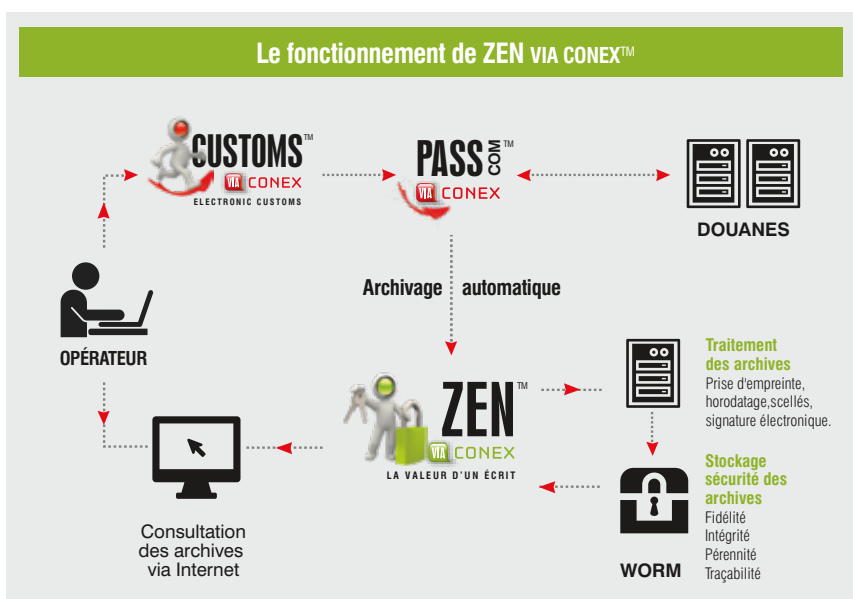 Le fonctionnement de ZEN VIA CONEX™
CUSTOMS™
VIA CONEX
ELECTRONIC CUSTOMS
PASS COM™
VIA CONEX
DOUANES
Archivage automatique
OPÉRATEUR
ZEN™
VIA CONEX
LA VALEUR D'UN ÉCRIT
Traitement
des archives
Prise d'empreinte,
horodatage,scellés,
signature électronique.
Stockage
sécurité des
archives
Fidélité
Intégrité
Pérennité
Traçabilité
WORM
Consultation
des archives
via Internet